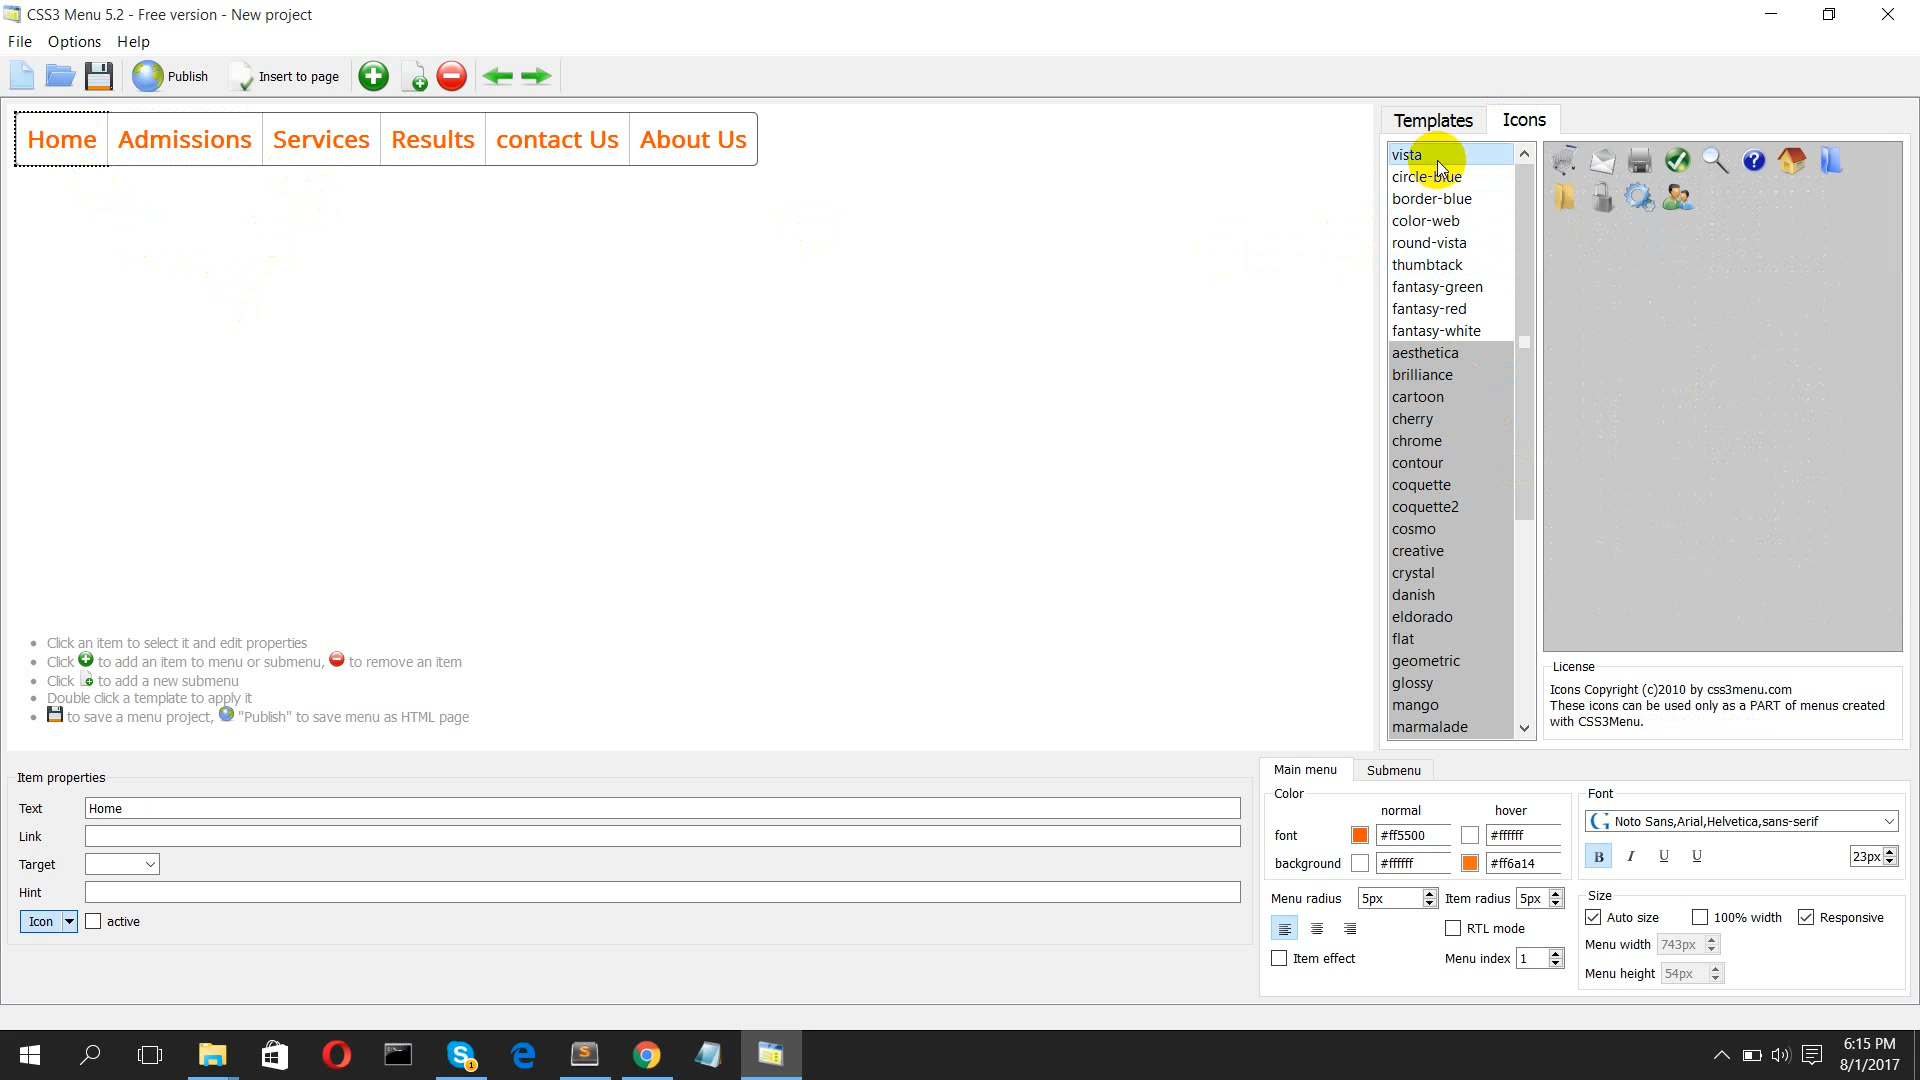 CSS3 Menu 5.2 - Free version - New project
File Options Help
Publish Insert to page
Home Admissions Services Results contact Us About Us
Templates Icons
vista
circle-blue
border-blue
color-web
round-vista
thumbtack
fantasy-green
fantasy-red
fantasy-white
aesthetica
brilliance
cartoon
cherry
chrome
contour
coquette
coquette2
cosmo
creative
crystal
danish
eldorado
flat
geometric
glossy
mango
marmalade
License
Icons Copyright (c)2010 by css3menu.com
These icons can be used only as a PART of menus created
with CSS3Menu.
Click an item to select it and edit properties
Click to add an item to menu or submenu, to remove an item
Click to add a new submenu
Double click a template to apply it
to save a menu project, "Publish" to save menu as HTML page
Item properties
Text Home
Link
Target
Hint
Icon active
Main menu Submenu
Color
normal hover
font #ff5500 #ffffff
background #ffffff #ff6a14
Menu radius 5px Item radius 5px
RTL mode
Item effect Menu index 1
Font
Noto Sans,Arial,Helvetica,sans-serif
B I U U 23px
Size
Auto size 100% width Responsive
Menu width 743px
Menu height 54px
6:15 PM
8/1/2017